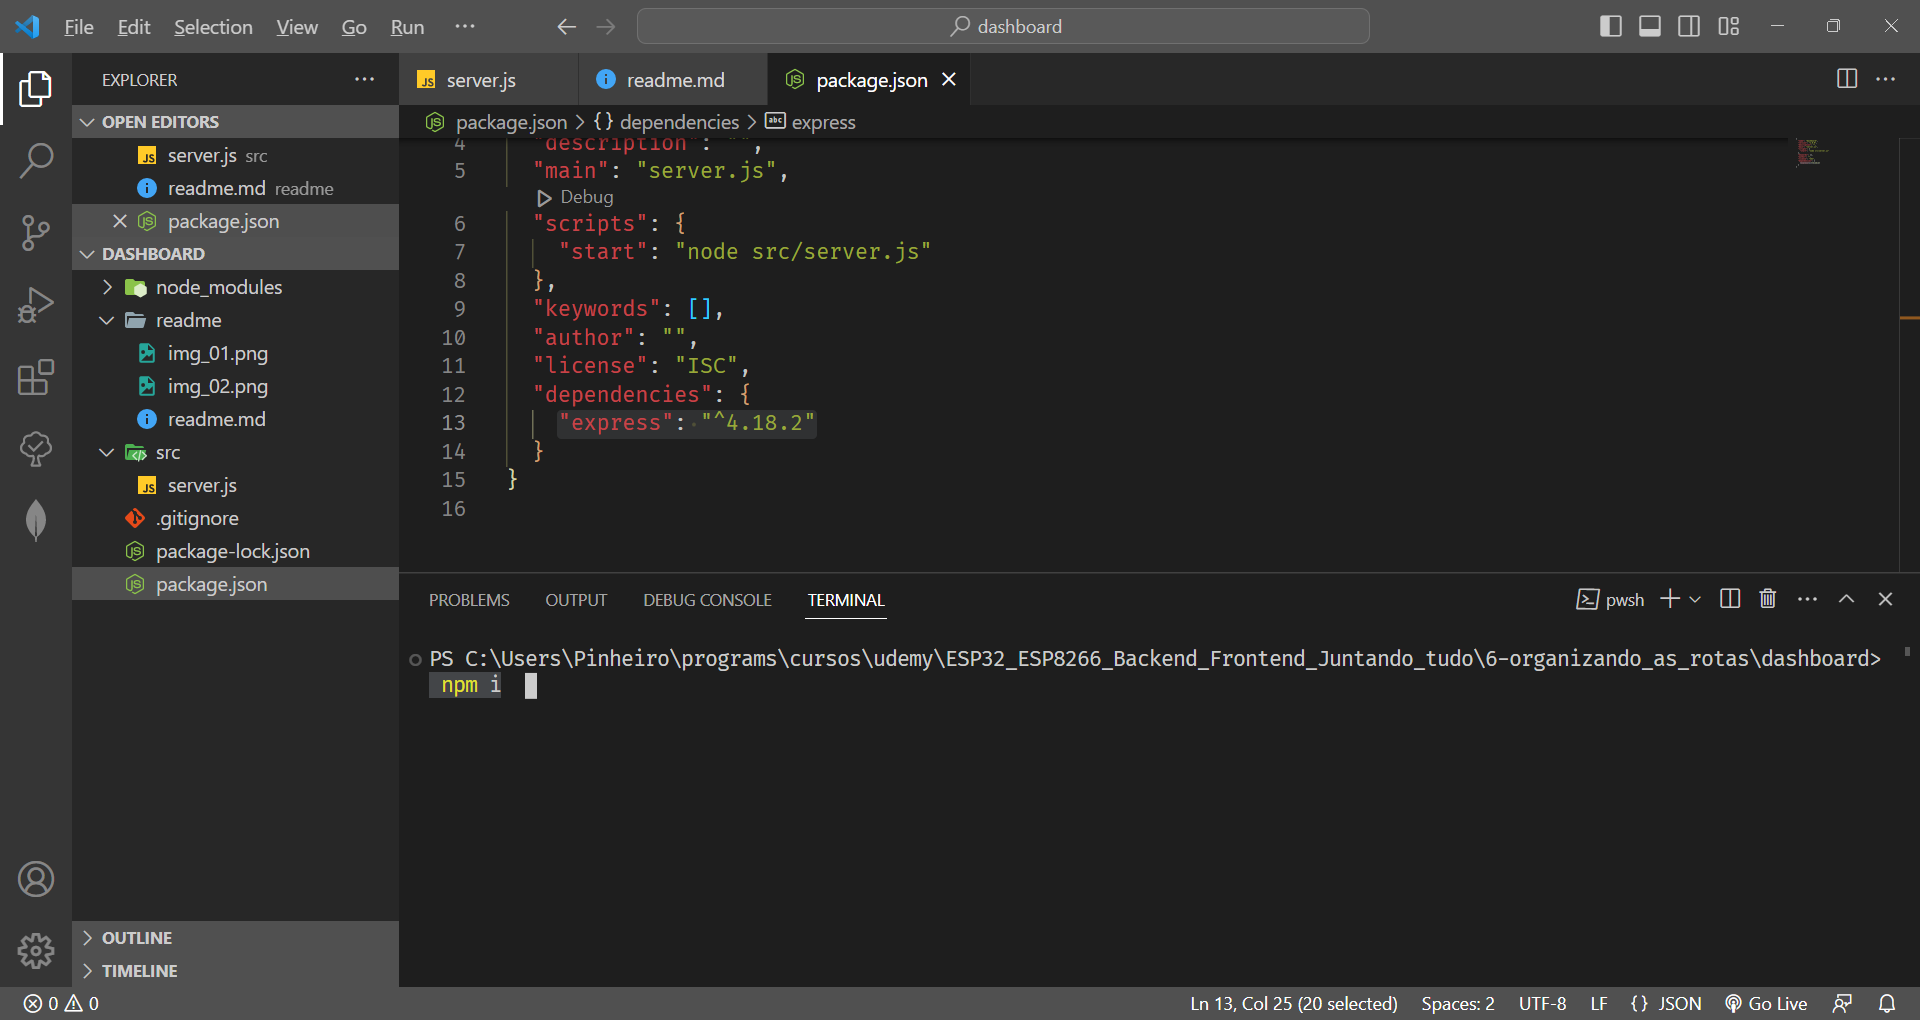 File Edit Selection View Go Run ··· dashboard
EXPLORER ···
OPEN EDITORS
server.js src
readme.md readme
package.json
DASHBOARD
node_modules
readme
img_01.png
img_02.png
readme.md
src
server.js
.gitignore
package-lock.json
package.json
OUTLINE
TIMELINE
server.js readme.md package.json
package.json > {} dependencies > abc express
4 "description": "",
5 "main": "server.js",
Debug
6 "scripts": {
7 "start": "node src/server.js"
8 },
9 "keywords": [],
10 "author": "",
11 "license": "ISC",
12 "dependencies": {
13 "express": "^4.18.2"
14 }
15 }
16
PROBLEMS OUTPUT DEBUG CONSOLE TERMINAL pwsh
PS C:\Users\Pinheiro\programs\cursos\udemy\ESP32_ESP8266_Backend_Frontend_Juntando_tudo\6-organizando_as_rotas\dashboard>
npm i
0 0 Ln 13, Col 25 (20 selected) Spaces: 2 UTF-8 LF {} JSON Go Live